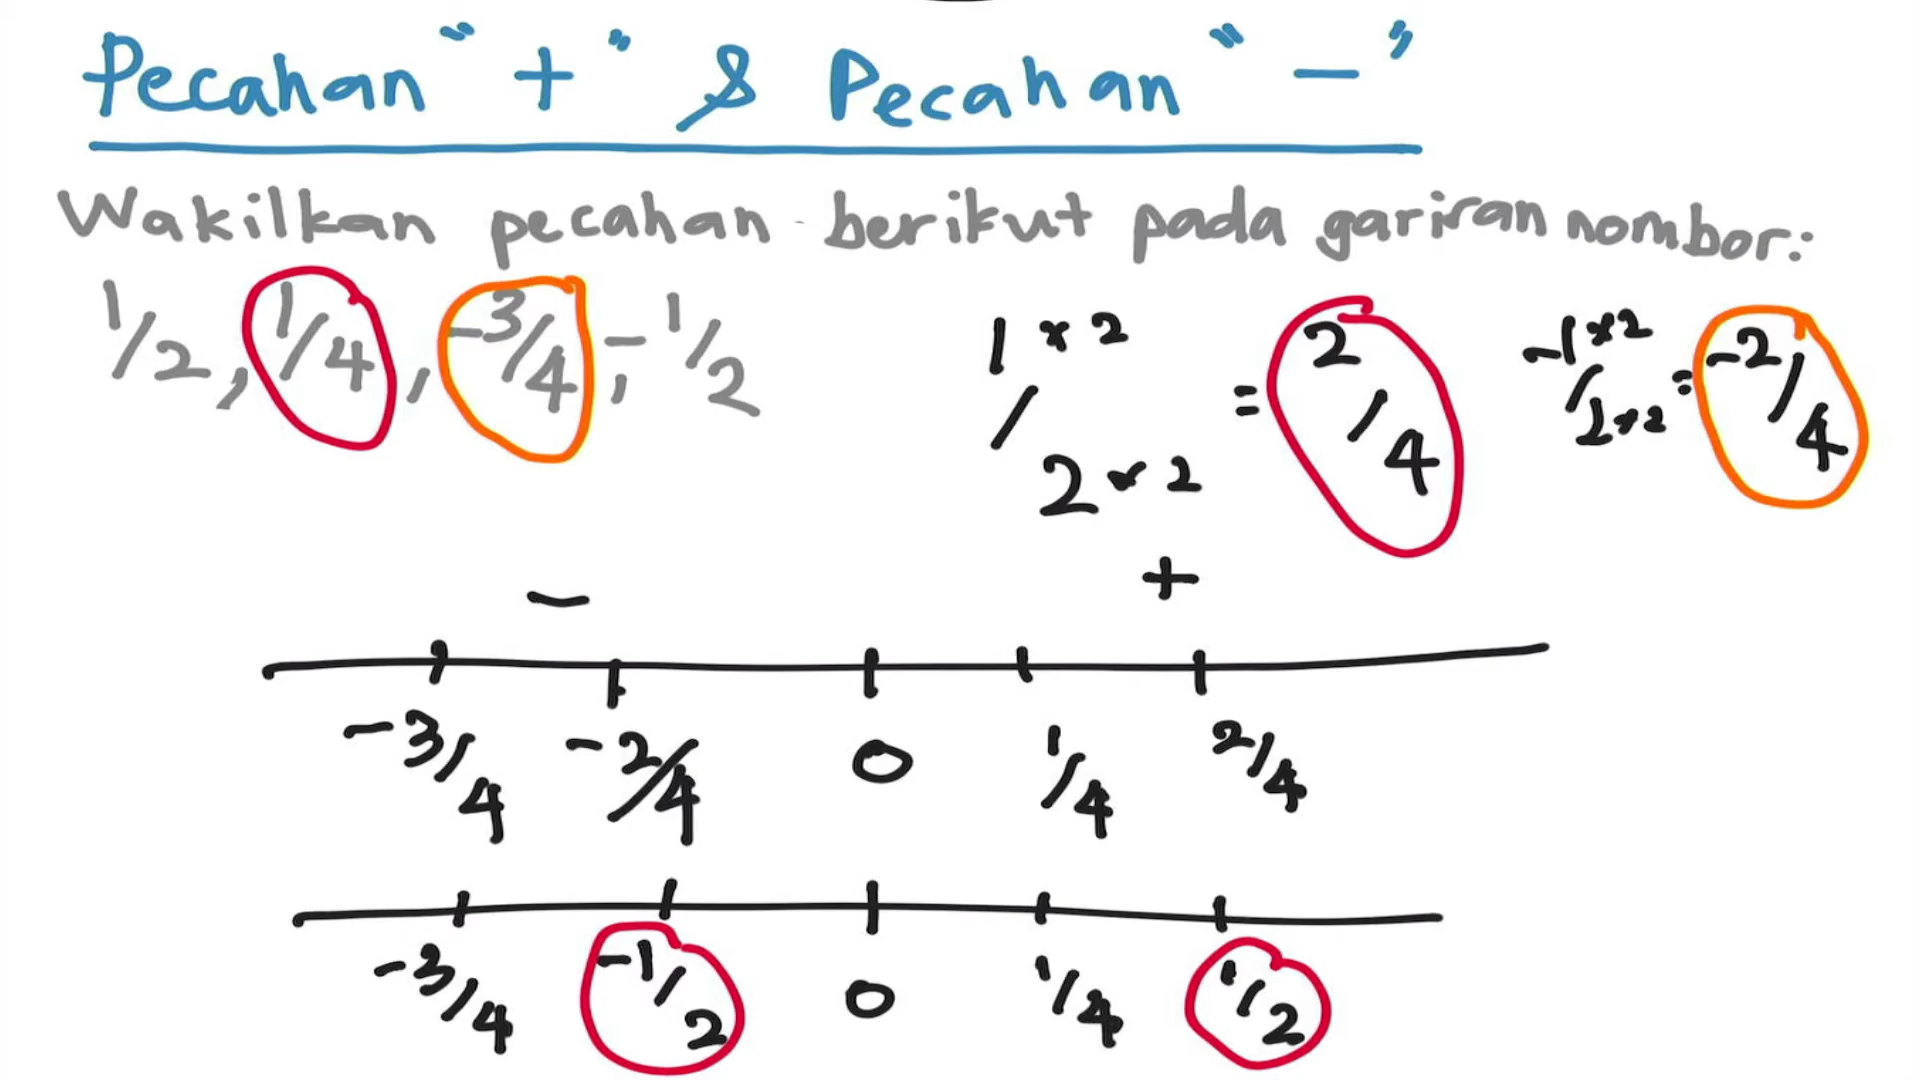 Pecahan "+" & Pecahan "-"
Wakilkan pecahan berikut pada garisan nombor:
1/2, 1/4, -3/4, -1/2
1×2/2×2 = 2/4
-1×2/2×2 = -2/4
- +
-3/4 -2/4 0 1/4 2/4
-3/4 -1/2 0 1/4 1/2